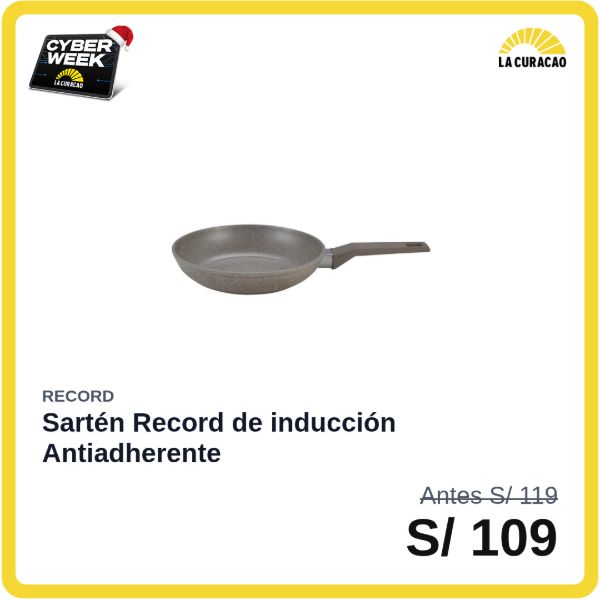 CYBER
WEEK
LA CURACAO
LA CURACAO
RECORD
Sartén Record de inducción
Antiadherente
Antes S/ 119
S/ 109